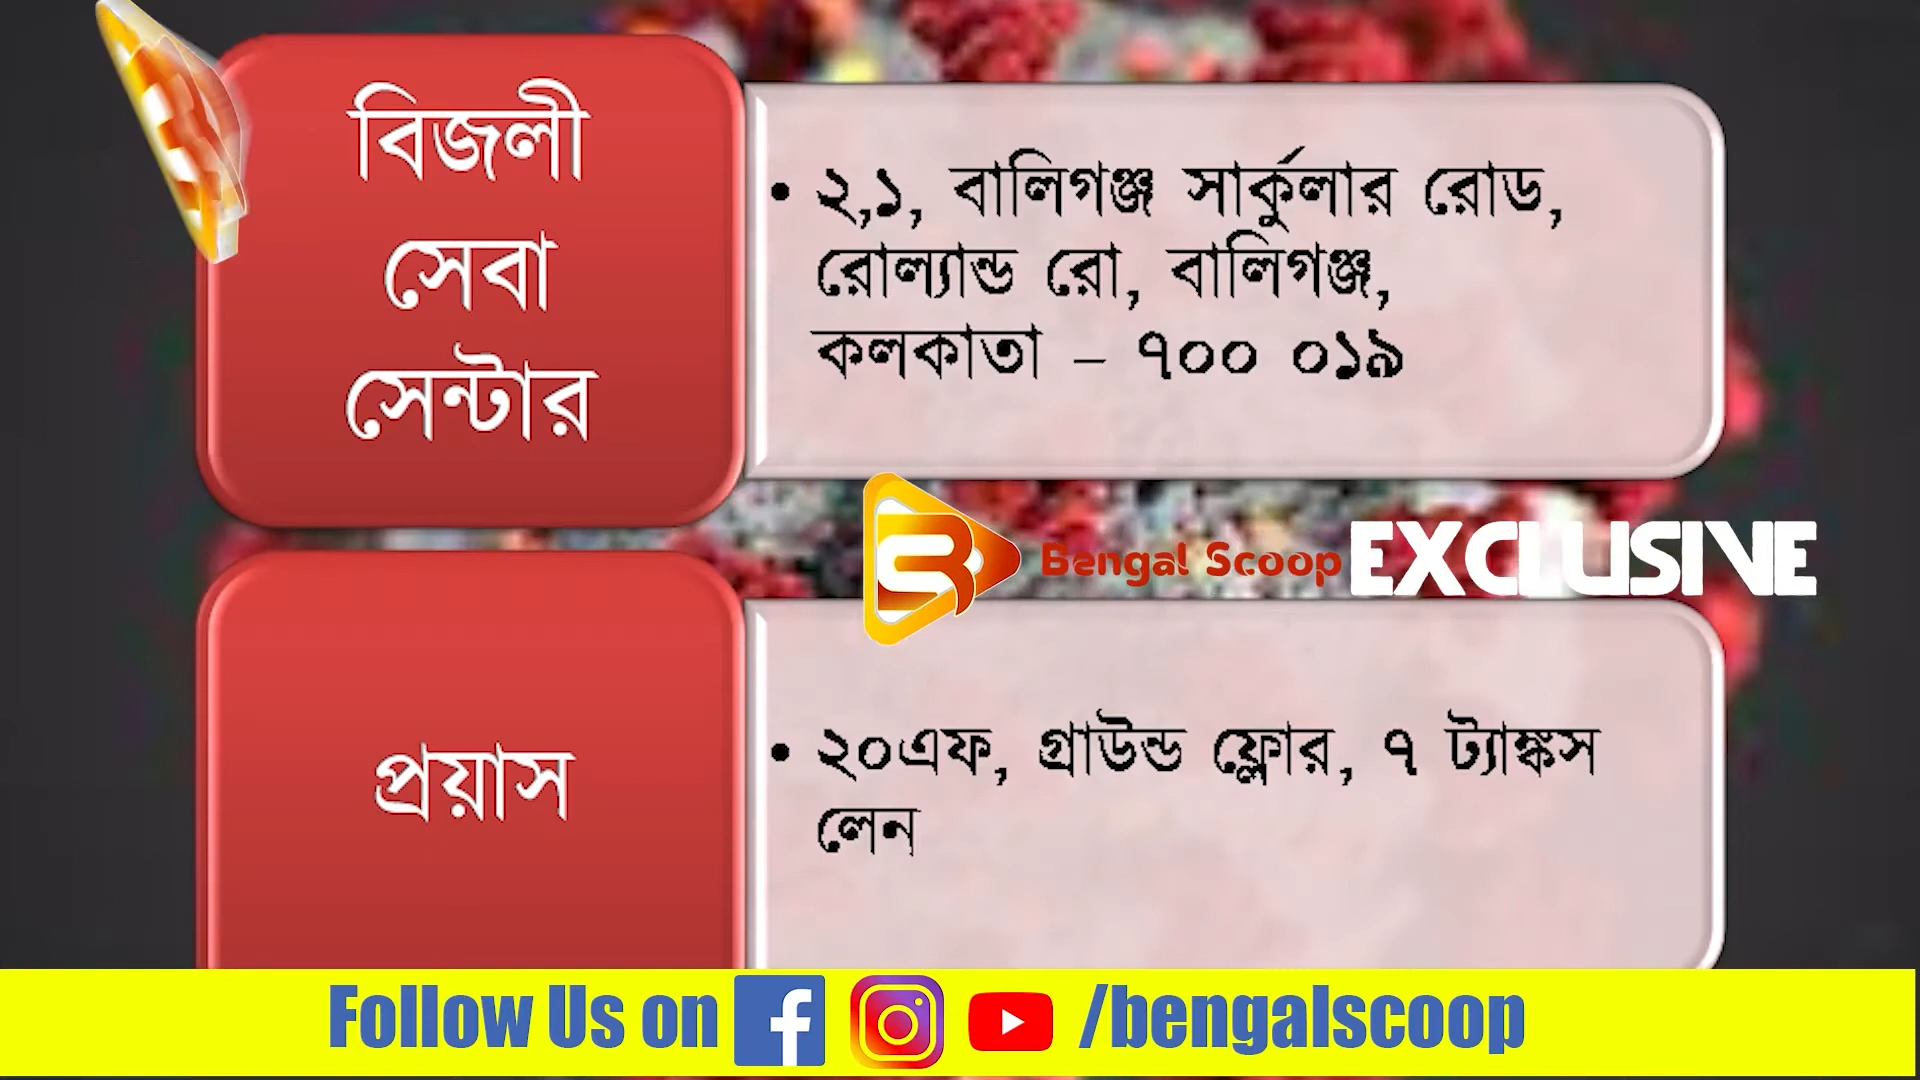 বিজলী
সেবা
সেন্টার
• ২,১, বালিগঞ্জ সার্কুলার রোড,
রোল্যান্ড রো, বালিগঞ্জ,
কলকাতা – ৭০০ ০১৯
Bengal Scoop EXCLUSIVE
প্রয়াস
• ২০এফ, গ্রাউন্ড ফ্লোর, ৭ ট্যাঙ্কস
লেন
Follow Us on /bengalscoop